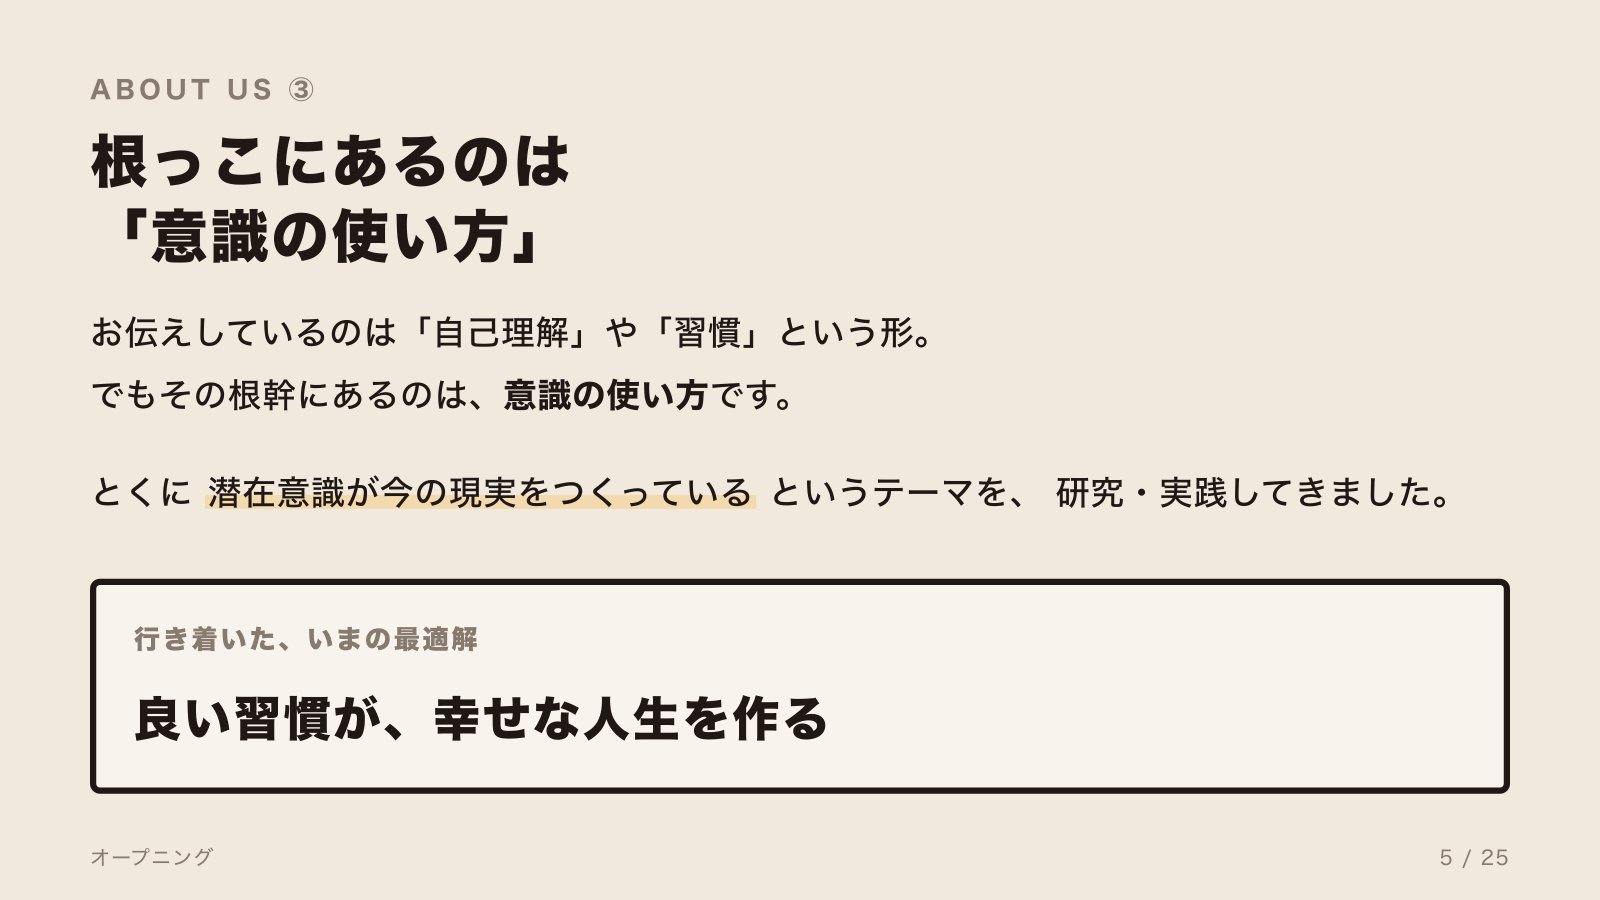 ABOUT US ③
根っこにあるのは
「意識の使い方」
お伝えしているのは「自己理解」や「習慣」という形。
でもその根幹にあるのは、意識の使い方です。
とくに 潜在意識が今の現実をつくっている というテーマを、 研究・実践してきました。
行き着いた、いまの最適解
良い習慣が、幸せな人生を作る
オープニング
5 / 25